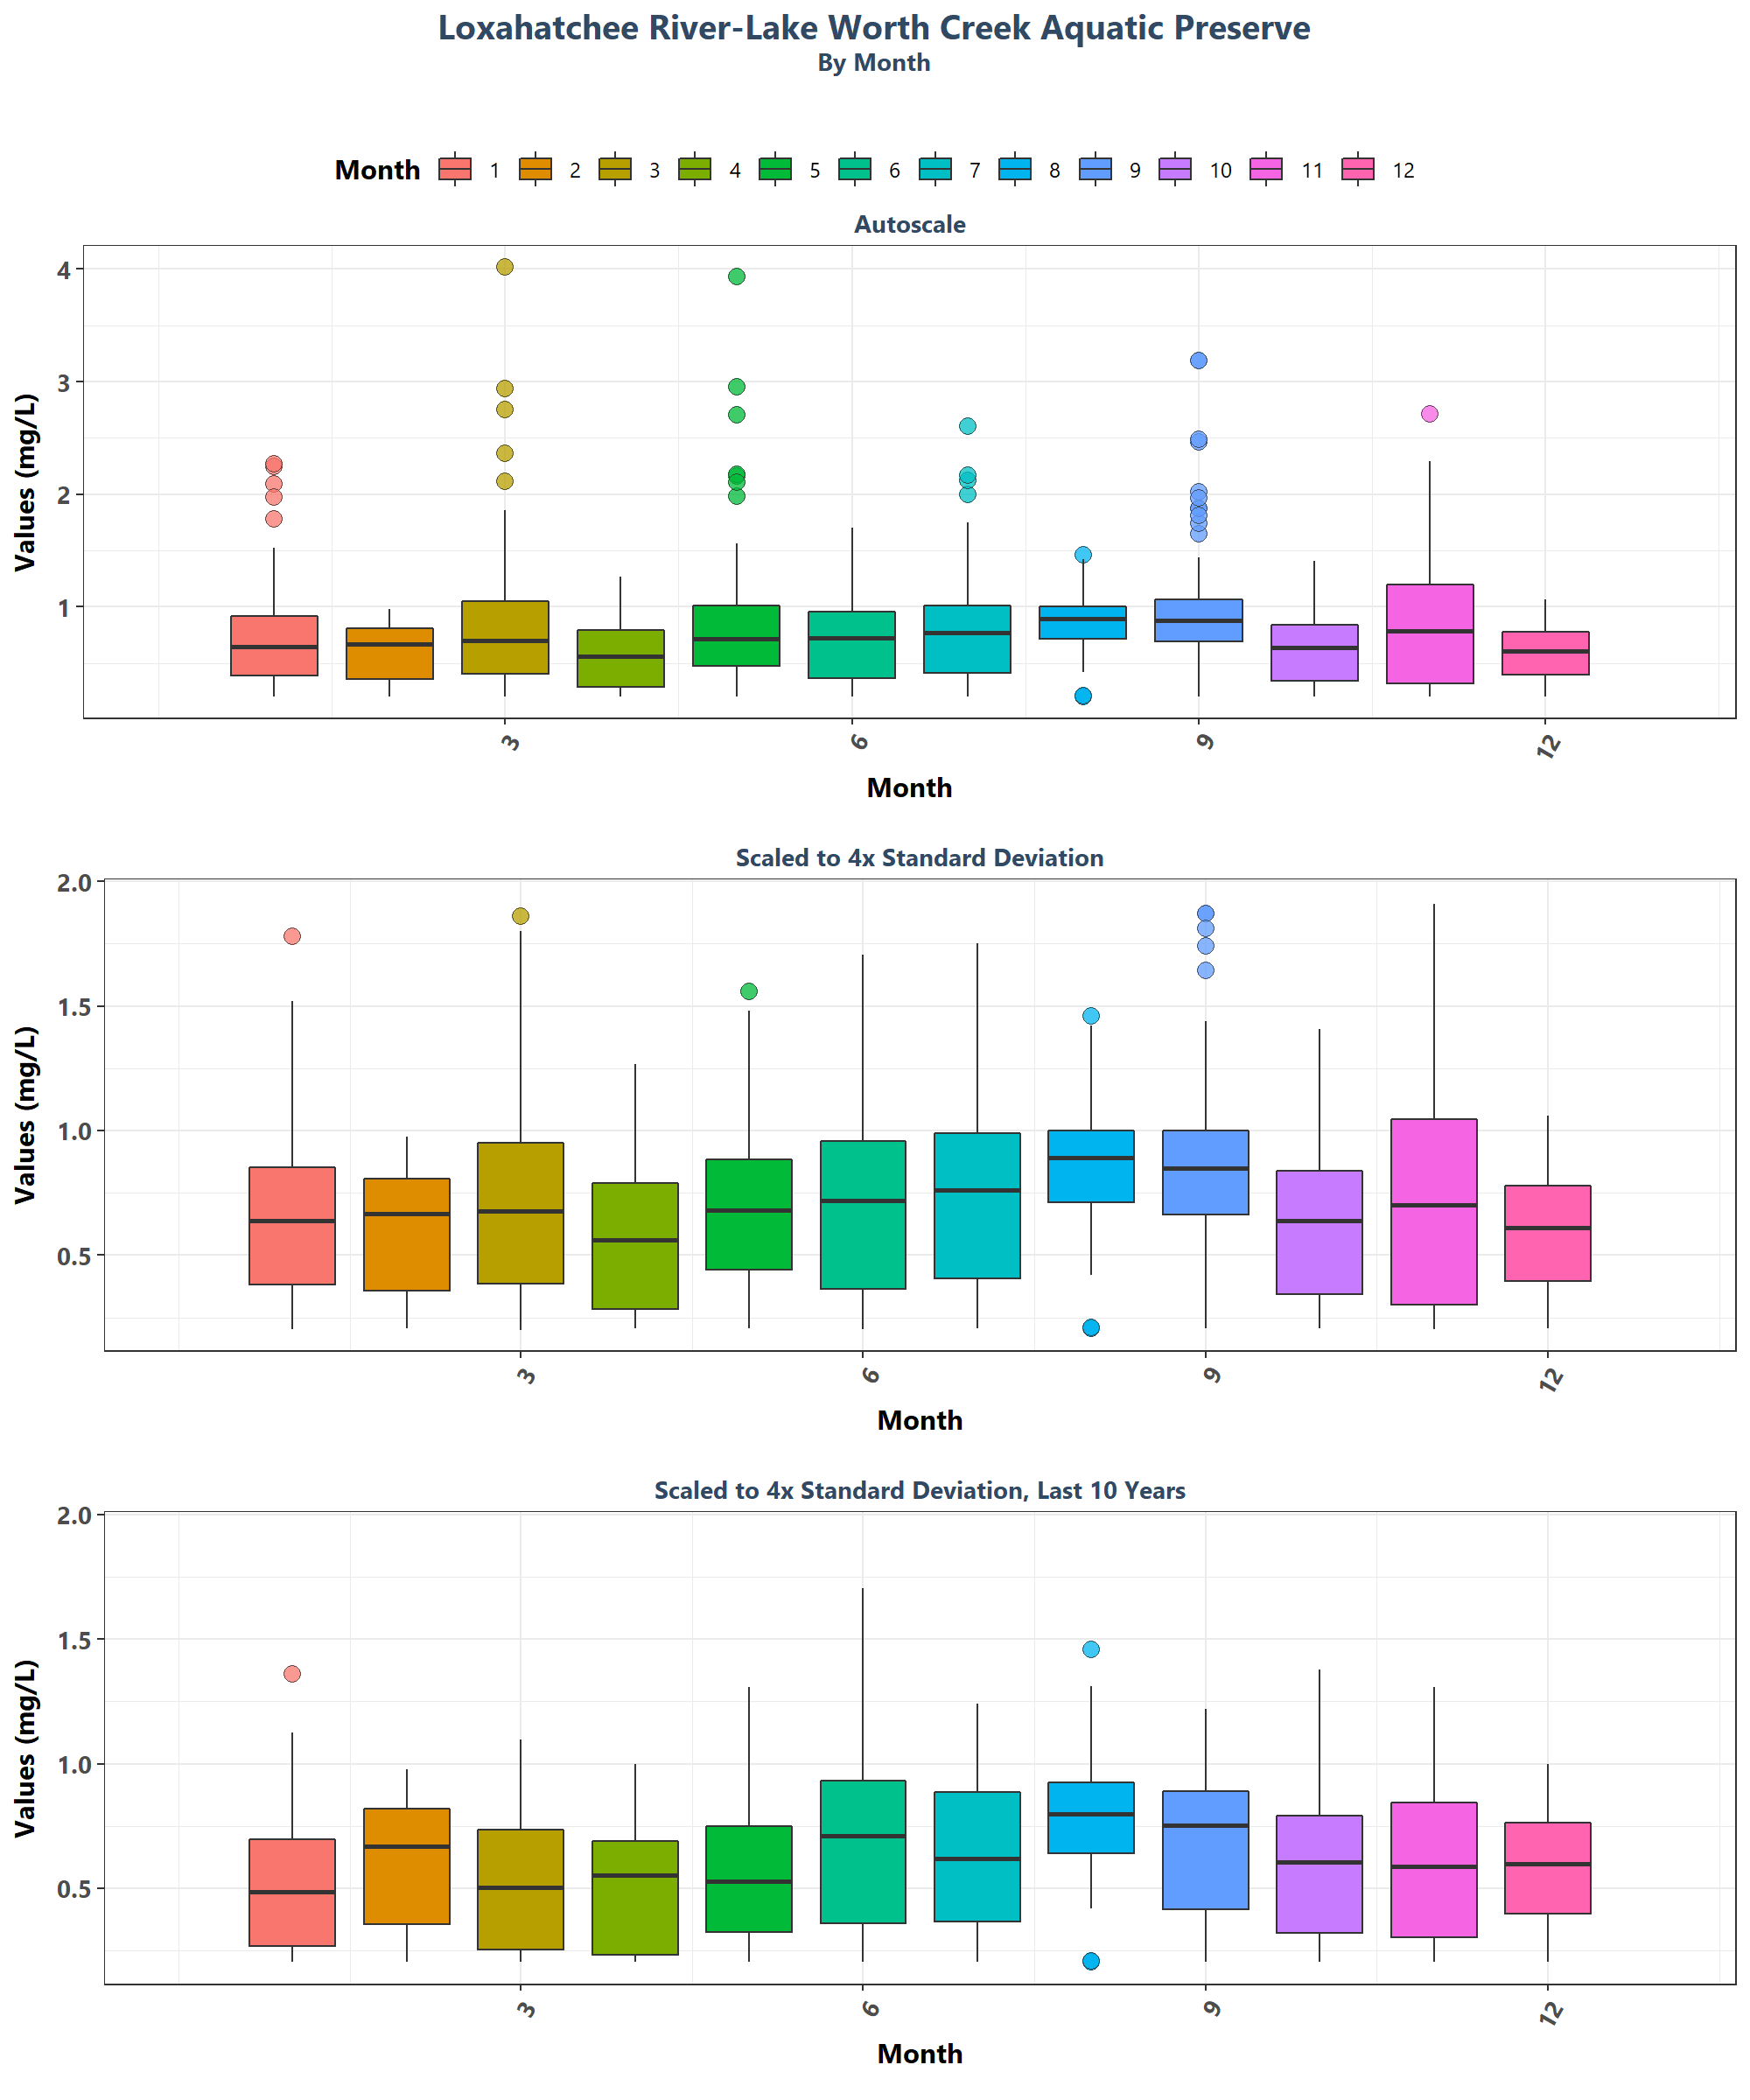 Loxahatchee River-Lake Worth Creek Aquatic Preserve
By Month
Month 1 2 3 4 5 6 7 8 9 10 11 12
Autoscale
Values (mg/L)
4
3
2
1
3 6 9 12
Month
Scaled to 4x Standard Deviation
Values (mg/L)
2.0
1.5
1.0
0.5
3 6 9 12
Month
Scaled to 4x Standard Deviation, Last 10 Years
Values (mg/L)
2.0
1.5
1.0
0.5
3 6 9 12
Month